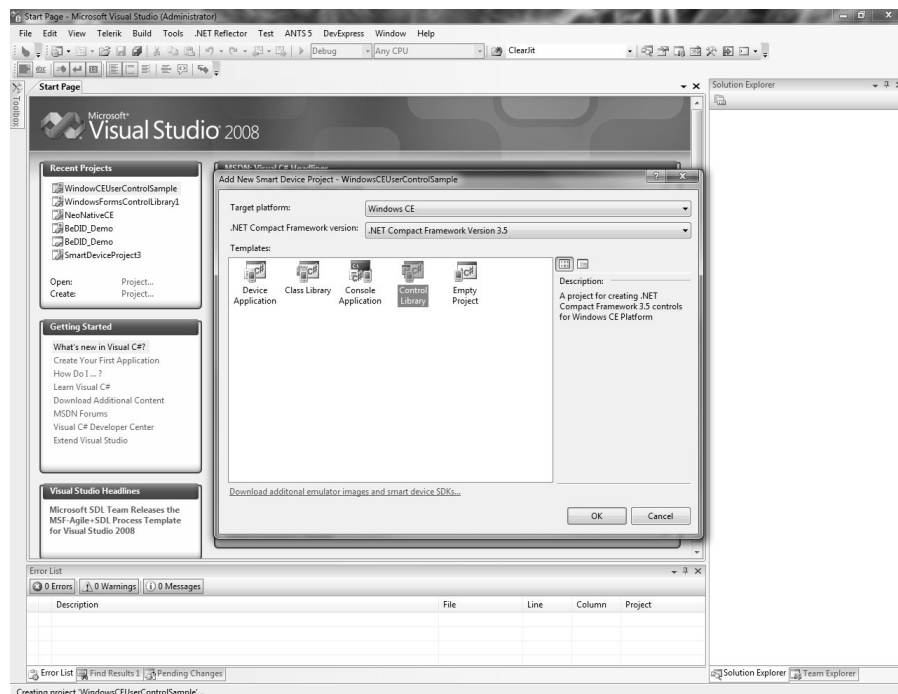 Start Page - Microsoft Visual Studio (Administrator)
File Edit View Telerik Build Tools .NET Reflector Test ANTS 5 DevExpress Window Help
Debug Any CPU ClearJit
Toolbox
Start Page
Solution Explorer
Microsoft®
Visual Studio 2008
Recent Projects
WindowCEUserControlSample
WindowsFormsControlLibrary1
NeoNativeCE
BeDID_Demo
BeDID_Demo
SmartDeviceProject3
Open: Project...
Create: Project...
Getting Started
What's new in Visual C#?
Create Your First Application
How Do I ... ?
Learn Visual C#
Download Additional Content
MSDN Forums
Visual C# Developer Center
Extend Visual Studio
Visual Studio Headlines
Microsoft SDL Team Releases the
MSF-Agile+SDL Process Template
for Visual Studio 2008
MSDN: Visual C# Headlines
Add New Smart Device Project - WindowsCEUserControlSample
Target platform: Windows CE
.NET Compact Framework version: .NET Compact Framework Version 3.5
Templates:
Device Application
Class Library
Console Application
Control Library
Empty Project
Description:
A project for creating .NET
Compact Framework 3.5 controls
for Windows CE Platform
Download additonal emulator images and smart device SDKs...
OK Cancel
Error List
0 Errors 0 Warnings 0 Messages
Description File Line Column Project
Error List Find Results 1 Pending Changes
Solution Explorer Team Explorer
Creating project 'WindowsCEUserControlSample'...